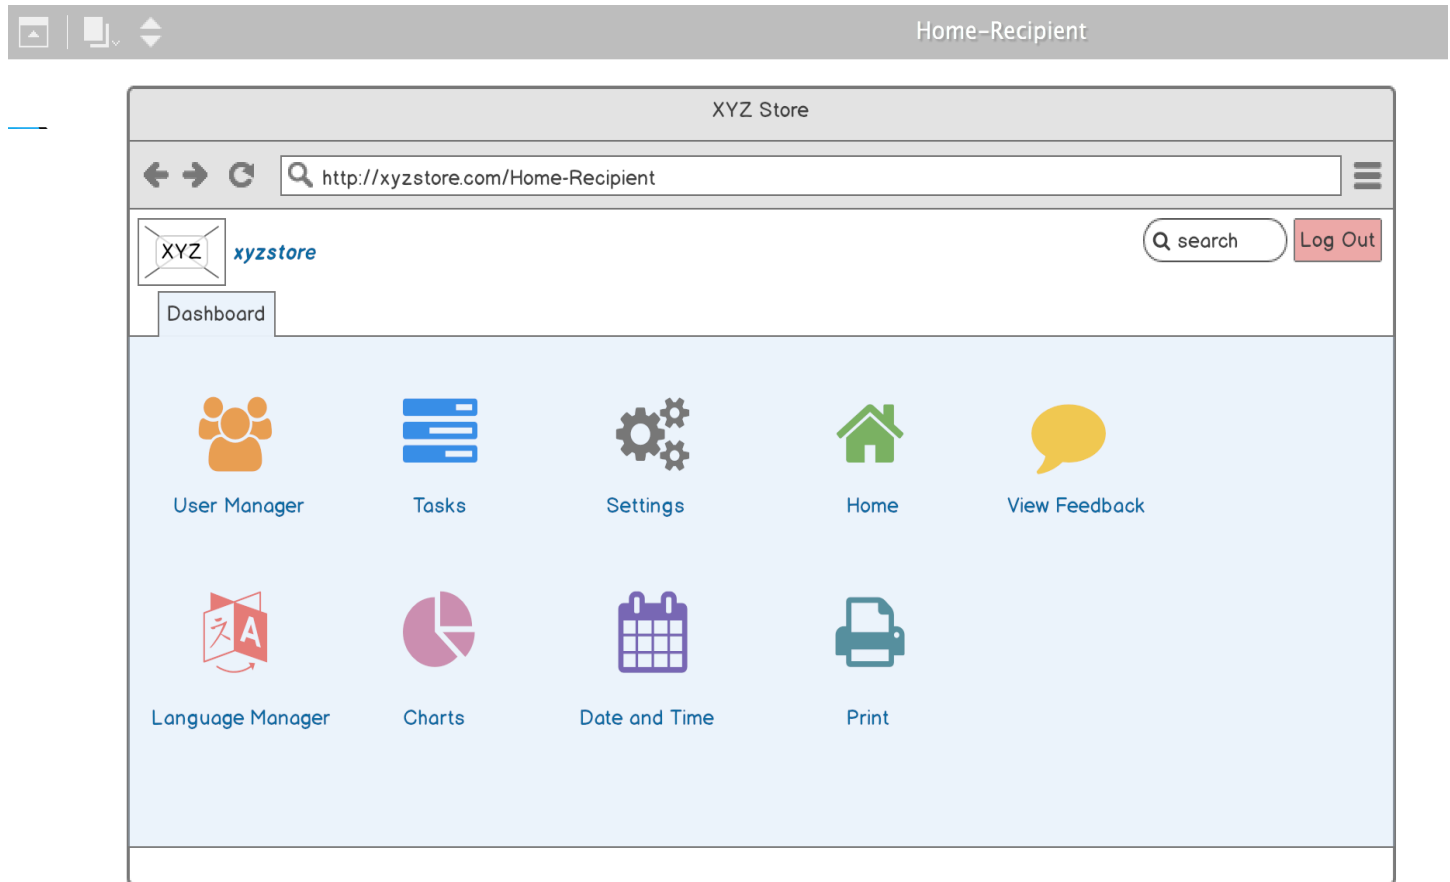 Home-Recipient
XYZ Store
http://xyzstore.com/Home-Recipient
XYZ xyzstore search Log Out
Dashboard
User Manager Tasks Settings Home View Feedback
Language Manager Charts Date and Time Print